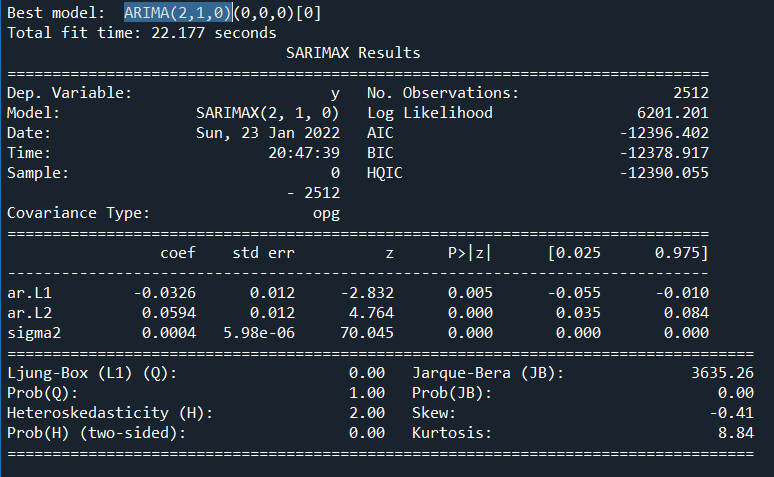 Best model:  ARIMA(2,1,0)(0,0,0)[0]
Total fit time: 22.177 seconds
                               SARIMAX Results
==============================================================================
Dep. Variable:                      y   No. Observations:                 2512
Model:               SARIMAX(2, 1, 0)   Log Likelihood                6201.201
Date:                Sun, 23 Jan 2022   AIC                         -12396.402
Time:                        20:47:39   BIC                         -12378.917
Sample:                             0   HQIC                        -12390.055
                               - 2512
Covariance Type:                  opg
==============================================================================
                 coef    std err          z      P>|z|      [0.025      0.975]
------------------------------------------------------------------------------
ar.L1         -0.0326      0.012     -2.832      0.005      -0.055      -0.010
ar.L2          0.0594      0.012      4.764      0.000       0.035       0.084
sigma2         0.0004   5.98e-06     70.045      0.000       0.000       0.000
===================================================================================
Ljung-Box (L1) (Q):                   0.00   Jarque-Bera (JB):              3635.26
Prob(Q):                              1.00   Prob(JB):                         0.00
Heteroskedasticity (H):               2.00   Skew:                            -0.41
Prob(H) (two-sided):                  0.00   Kurtosis:                         8.84
===================================================================================